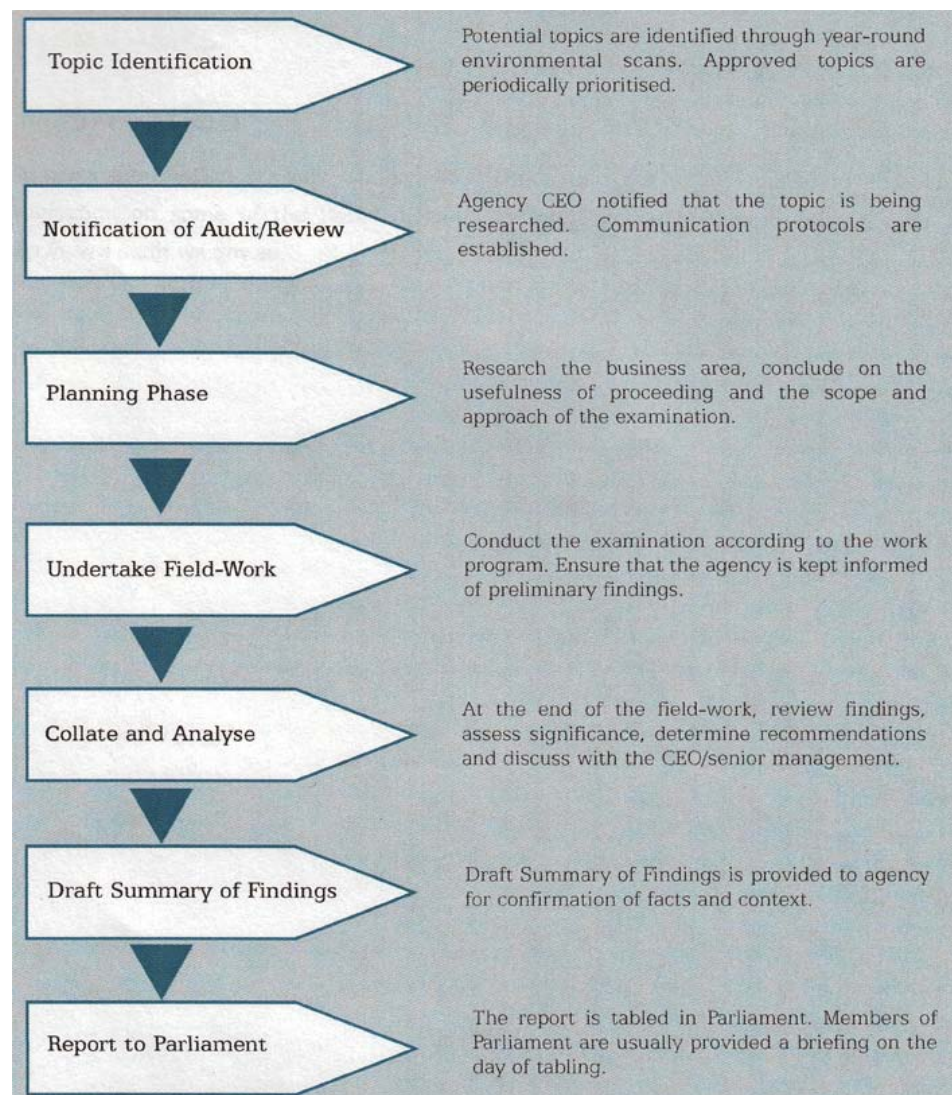 Topic Identification
Potential topics are identified through year-round
environmental scans. Approved topics are
periodically prioritised.
Notification of Audit/Review
Agency CEO notified that the topic is being
researched. Communication protocols are
established.
Planning Phase
Research the business area, conclude on the
usefulness of proceeding and the scope and
approach of the examination.
Undertake Field-Work
Conduct the examination according to the work
program. Ensure that the agency is kept informed
of preliminary findings.
Collate and Analyse
At the end of the field-work, review findings,
assess significance, determine recommendations
and discuss with the CEO/senior management.
Draft Summary of Findings
Draft Summary of Findings is provided to agency
for confirmation of facts and context.
Report to Parliament
The report is tabled in Parliament. Members of
Parliament are usually provided a briefing on the
day of tabling.